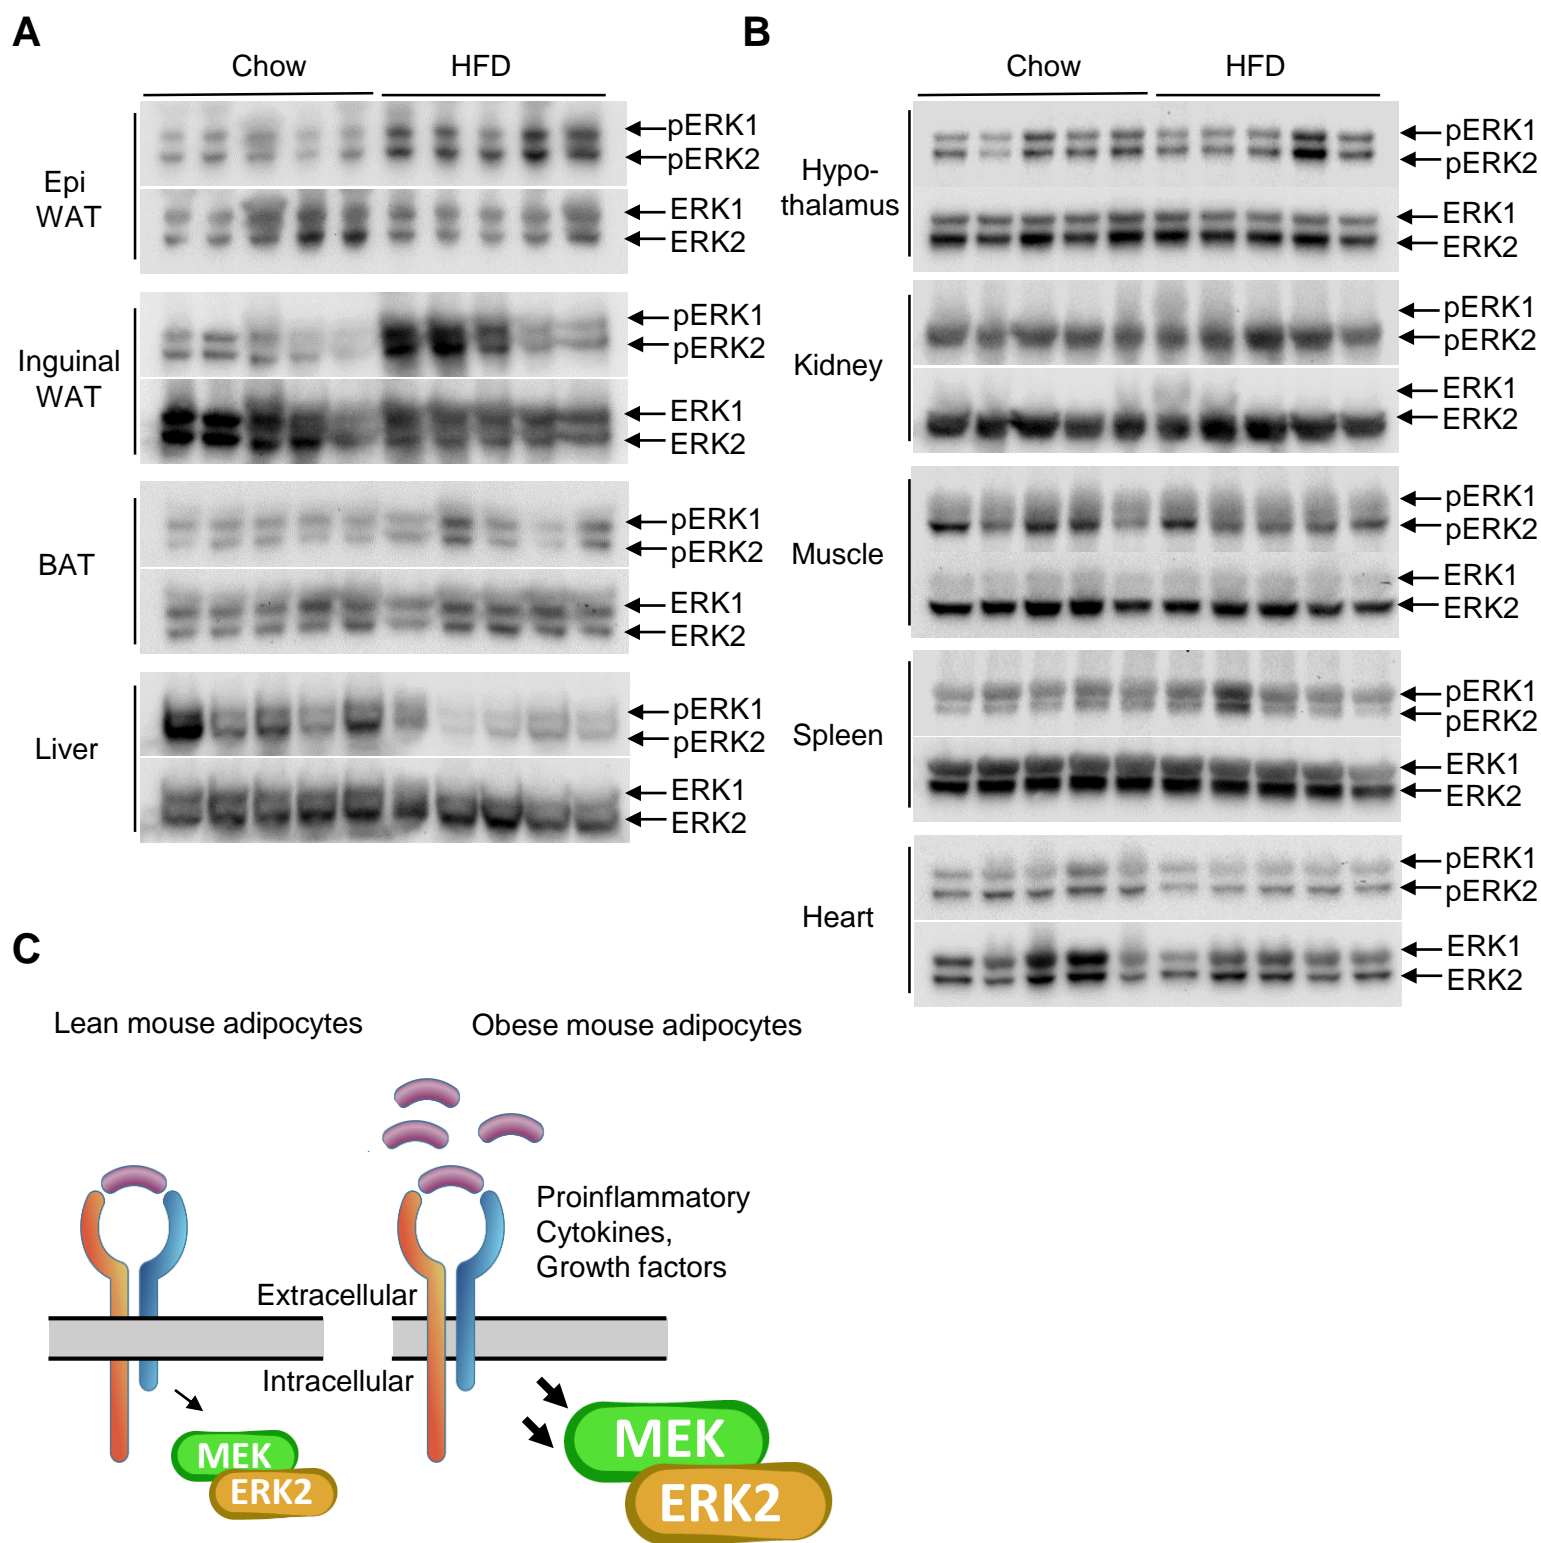 A
Chow
HFD
Epi
WAT
pERK1
pERK2
ERK1
ERK2
Inguinal
WAT
pERK1
pERK2
ERK1
ERK2
BAT
pERK1
pERK2
ERK1
ERK2
Liver
pERK1
pERK2
ERK1
ERK2
B
Chow
HFD
Hypo-
thalamus
pERK1
pERK2
ERK1
ERK2
Kidney
pERK1
pERK2
ERK1
ERK2
Muscle
pERK1
pERK2
ERK1
ERK2
Spleen
pERK1
pERK2
ERK1
ERK2
Heart
pERK1
pERK2
ERK1
ERK2
C
Lean mouse adipocytes
Obese mouse adipocytes
Proinflammatory
Cytokines,
Growth factors
Extracellular
Intracellular
MEK
ERK2
MEK
ERK2